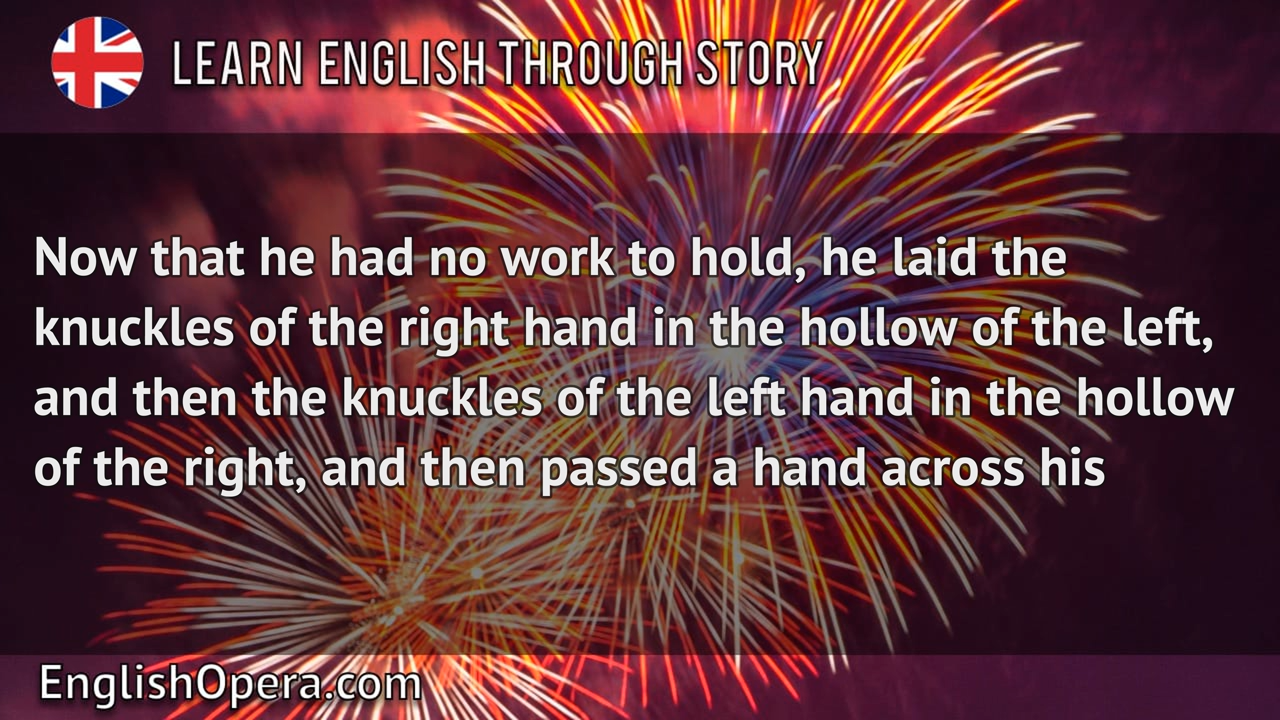 LEARN ENGLISH THROUGH STORY
Now that he had no work to hold, he laid the
knuckles of the right hand in the hollow of the left,
and then the knuckles of the left hand in the hollow
of the right, and then passed a hand across his
EnglishOpera.com